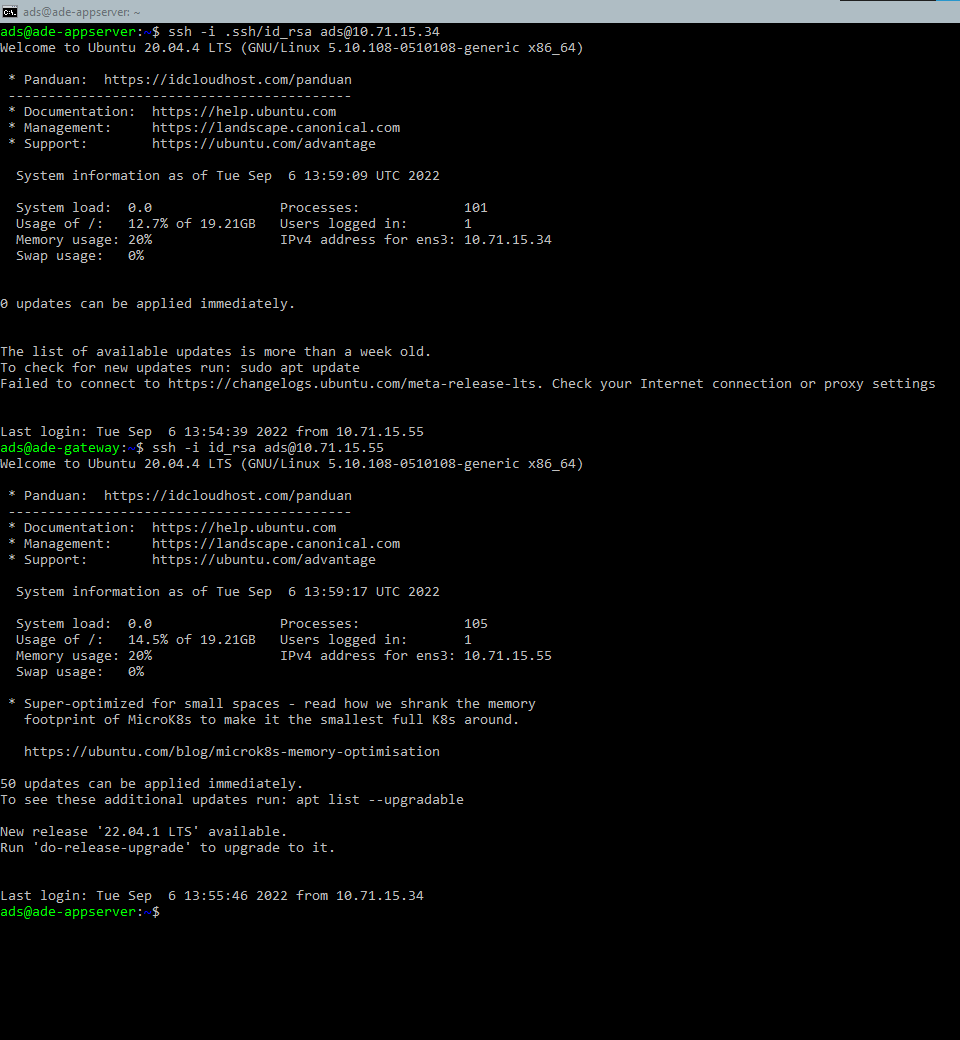 ads@ade-appserver: ~
ads@ade-appserver:~$ ssh -i .ssh/id_rsa ads@10.71.15.34
Welcome to Ubuntu 20.04.4 LTS (GNU/Linux 5.10.108-0510108-generic x86_64)
* Panduan:  https://idcloudhost.com/panduan
-------------------------------------------
* Documentation:  https://help.ubuntu.com
* Management:     https://landscape.canonical.com
* Support:        https://ubuntu.com/advantage
System information as of Tue Sep  6 13:59:09 UTC 2022
System load:  0.0                Processes:             101
Usage of /:   12.7% of 19.21GB   Users logged in:       1
Memory usage: 20%                IPv4 address for ens3: 10.71.15.34
Swap usage:   0%
0 updates can be applied immediately.
The list of available updates is more than a week old.
To check for new updates run: sudo apt update
Failed to connect to https://changelogs.ubuntu.com/meta-release-lts. Check your Internet connection or proxy settings
Last login: Tue Sep  6 13:54:39 2022 from 10.71.15.55
ads@ade-gateway:~$ ssh -i id_rsa ads@10.71.15.55
Welcome to Ubuntu 20.04.4 LTS (GNU/Linux 5.10.108-0510108-generic x86_64)
* Panduan:  https://idcloudhost.com/panduan
-------------------------------------------
* Documentation:  https://help.ubuntu.com
* Management:     https://landscape.canonical.com
* Support:        https://ubuntu.com/advantage
System information as of Tue Sep  6 13:59:17 UTC 2022
System load:  0.0                Processes:             105
Usage of /:   14.5% of 19.21GB   Users logged in:       1
Memory usage: 20%                IPv4 address for ens3: 10.71.15.55
Swap usage:   0%
* Super-optimized for small spaces - read how we shrank the memory
footprint of MicroK8s to make it the smallest full K8s around.
https://ubuntu.com/blog/microk8s-memory-optimisation
50 updates can be applied immediately.
To see these additional updates run: apt list --upgradable
New release '22.04.1 LTS' available.
Run 'do-release-upgrade' to upgrade to it.
Last login: Tue Sep  6 13:55:46 2022 from 10.71.15.34
ads@ade-appserver:~$